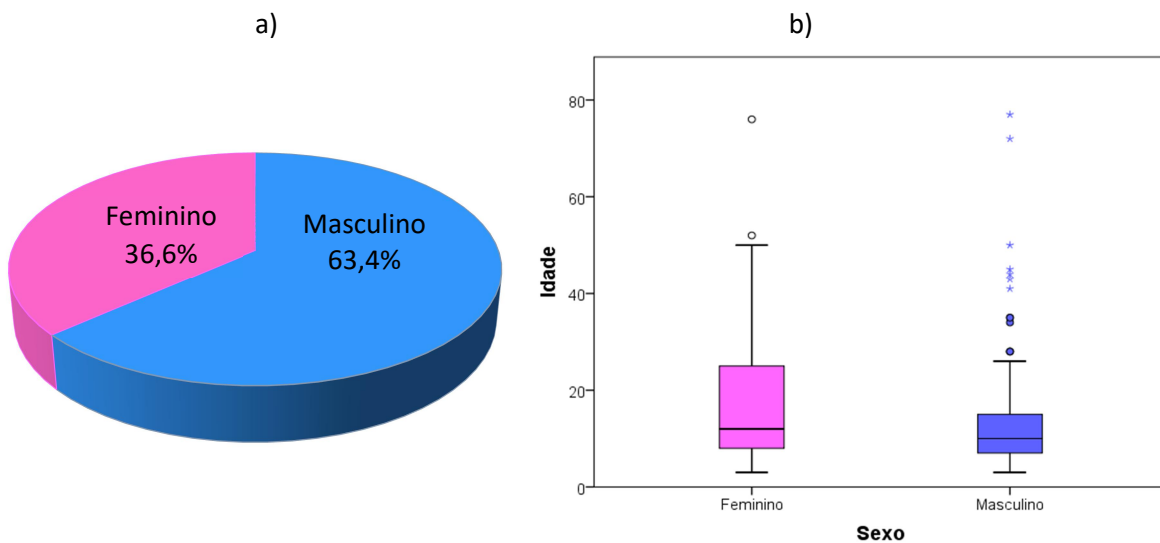 a)
Feminino
36,6%
Masculino
63,4%
b)
80
60
40
20
0
Idade
Feminino
Masculino
Sexo